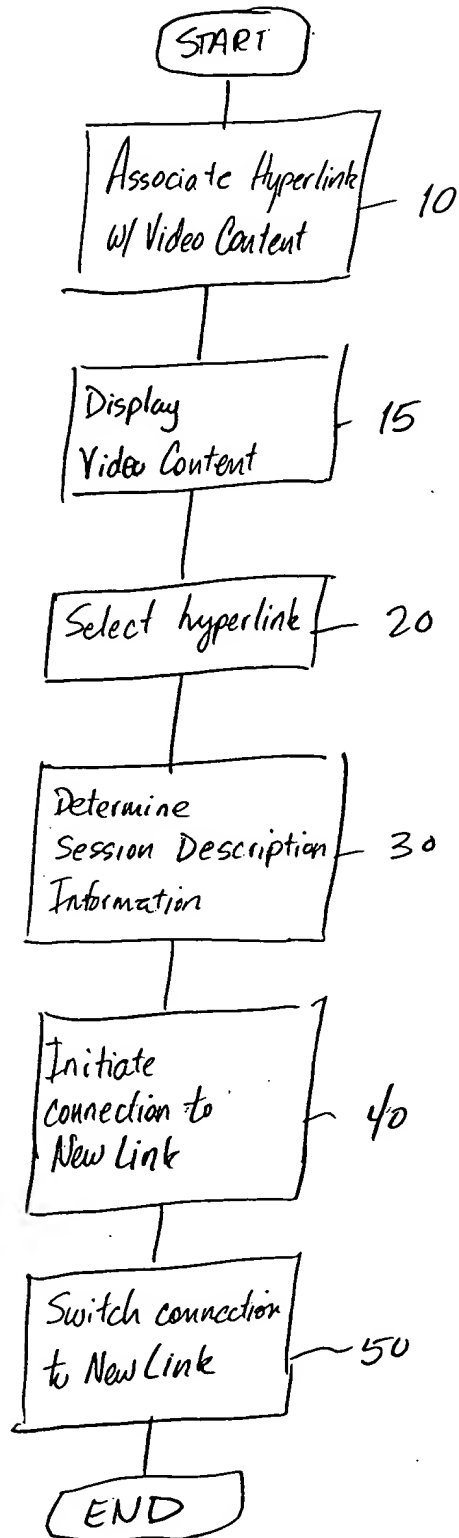 START
Associate Hyperlink
w/ Video Content
10
Display
Video Content
15
Select hyperlink
20
Determine
Session Description
Information
30
Initiate
connection to
New Link
40
Switch connection
to New Link
50
END